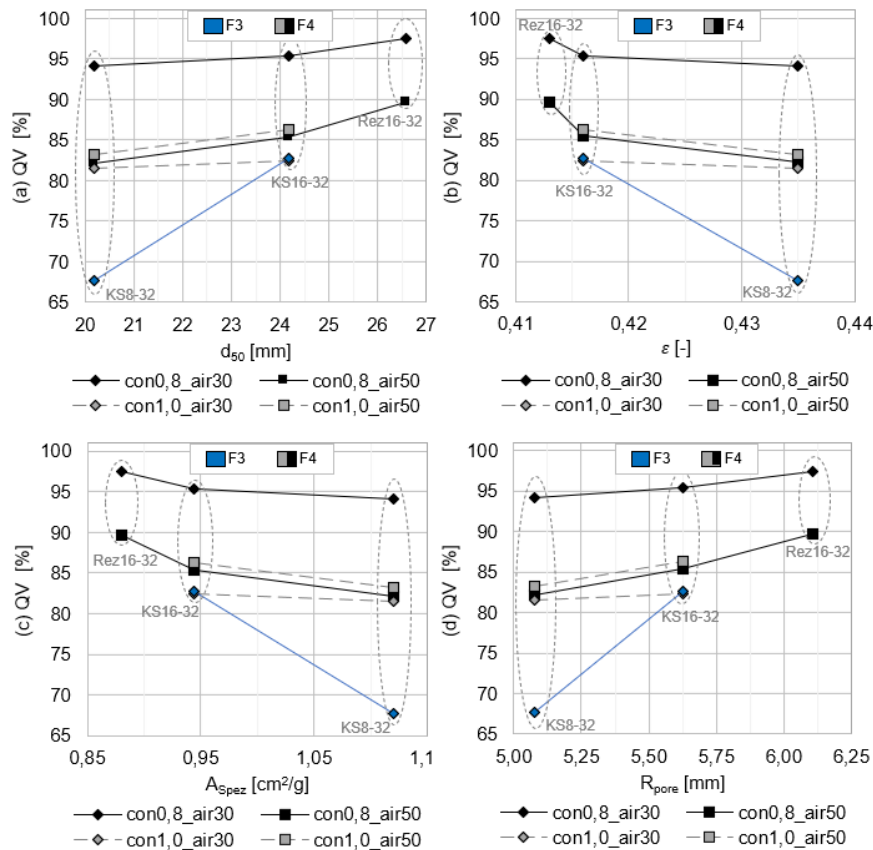 100
95
90
85
80
75
70
65
(a) QV [%]
F3 F4
Rez16-32
KS16-32
KS8-32
20 21 22 23 24 25 26 27
d50 [mm]
con0,8_air30 con0,8_air50
con1,0_air30 con1,0_air50
100
95
90
85
80
75
70
65
(b) QV [%]
F3 F4
Rez16-32
KS16-32
KS8-32
0,41 0,42 0,43 0,44
ε [-]
con0,8_air30 con0,8_air50
con1,0_air30 con1,0_air50
100
95
90
85
80
75
70
65
(c) QV [%]
F3 F4
Rez16-32
KS16-32
KS8-32
0,85 0,95 1,05 1,1
ASpez [cm²/g]
con0,8_air30 con0,8_air50
con1,0_air30 con1,0_air50
100
95
90
85
80
75
70
65
(d) QV [%]
F3 F4
Rez16-32
KS16-32
KS8-32
5,00 5,25 5,50 5,75 6,00 6,25
Rpore [mm]
con0,8_air30 con0,8_air50
con1,0_air30 con1,0_air50